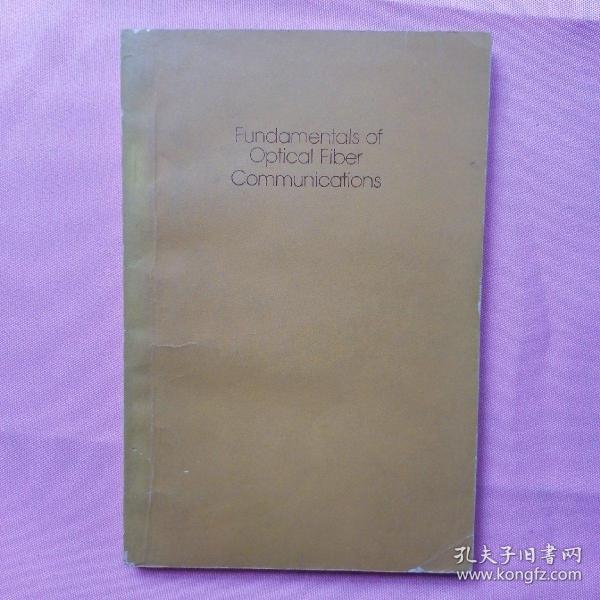 Fundamentals of
Optical Fiber
Communications
孔夫子旧书网
www.kongfz.com